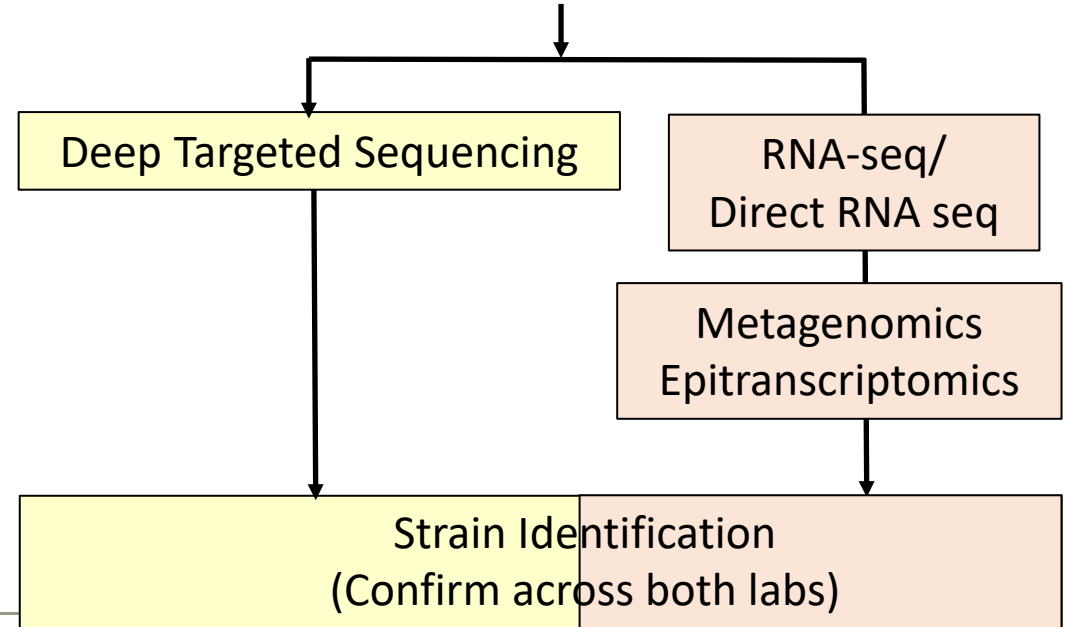 Deep Targeted Sequencing
RNA-seq/
Direct RNA seq
Metagenomics
Epitranscriptomics
Strain Identification
(Confirm across both labs)